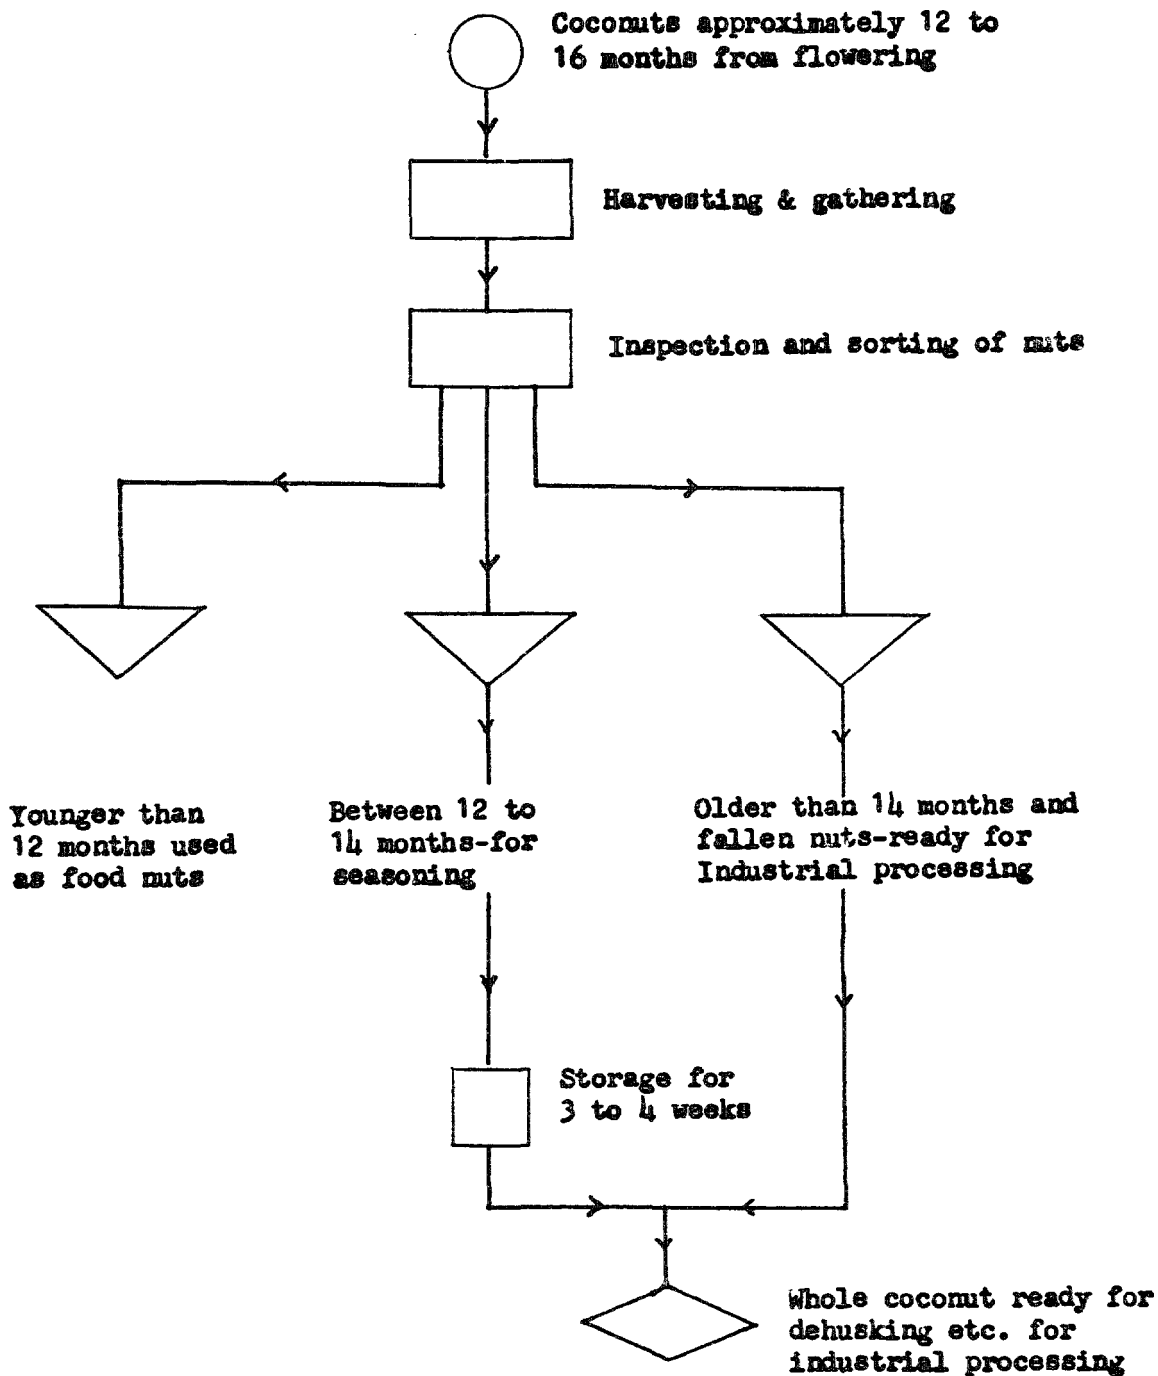 Coconuts approximately 12 to
16 months from flowering
Harvesting & gathering
Inspection and sorting of nuts
Younger than
12 months used
as food nuts
Between 12 to
14 months-for
seasoning
Older than 14 months and
fallen nuts-ready for
Industrial processing
Storage for
3 to 4 weeks
Whole coconut ready for
dehusking etc. for
industrial processing